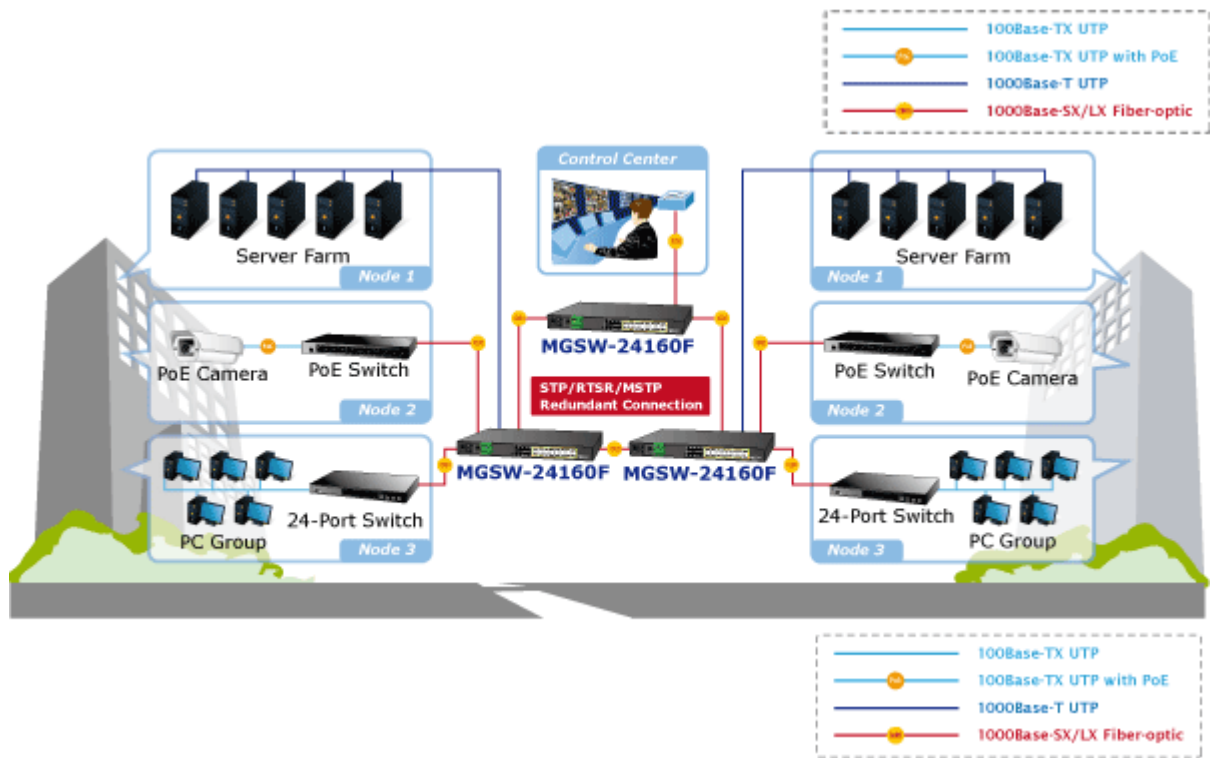 100Base-TX UTP
100Base-TX UTP with PoE
1000Base-T UTP
1000Base-SX/LX Fiber-optic
Control Center
Server Farm
Node 1
Server Farm
Node 1
MGSW-24160F
PoE Camera
PoE Switch
Node 2
PoE Switch
PoE Camera
Node 2
STP/RTSR/MSTP
Redundant Connection
MGSW-24160F
MGSW-24160F
24-Port Switch
PC Group
Node 3
24-Port Switch
PC Group
Node 3
100Base-TX UTP
PoE
100Base-TX UTP with PoE
1000Base-T UTP
1000Base-SX/LX Fiber-optic